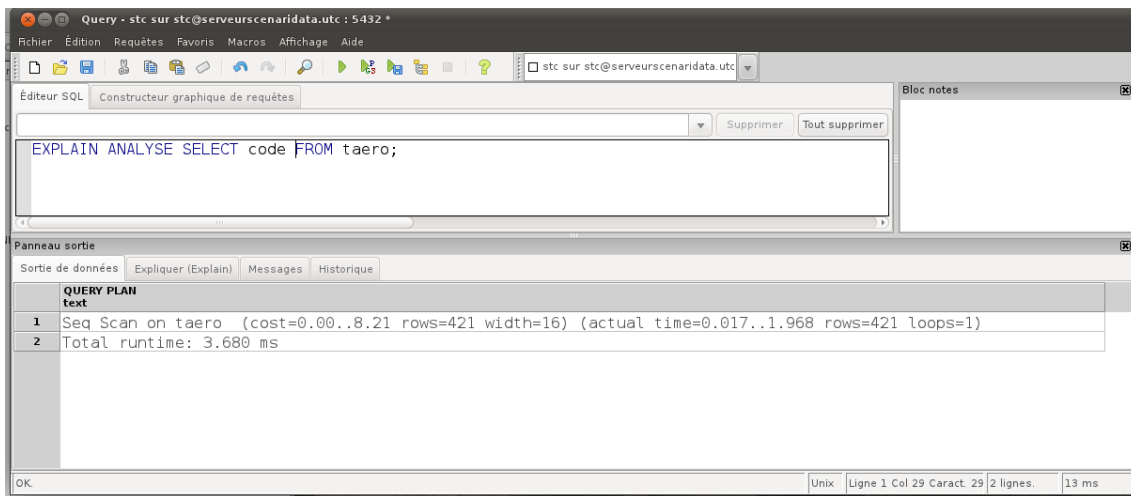 Query - stc sur stc@serveurscenaridata.utc : 5432 *
Fichier Édition Requêtes Favoris Macros Affichage Aide
stc sur stc@serveurscenaridata.utc
Éditeur SQL Constructeur graphique de requêtes
Bloc notes
Supprimer Tout supprimer
EXPLAIN ANALYSE SELECT code FROM taero;
Panneau sortie
Sortie de données Expliquer (Explain) Messages Historique
QUERY PLAN
text
1 Seq Scan on taero (cost=0.00..8.21 rows=421 width=16) (actual time=0.017..1.968 rows=421 loops=1)
2 Total runtime: 3.680 ms
OK. Unix Ligne 1 Col 29 Caract. 29 2 lignes. 13 ms